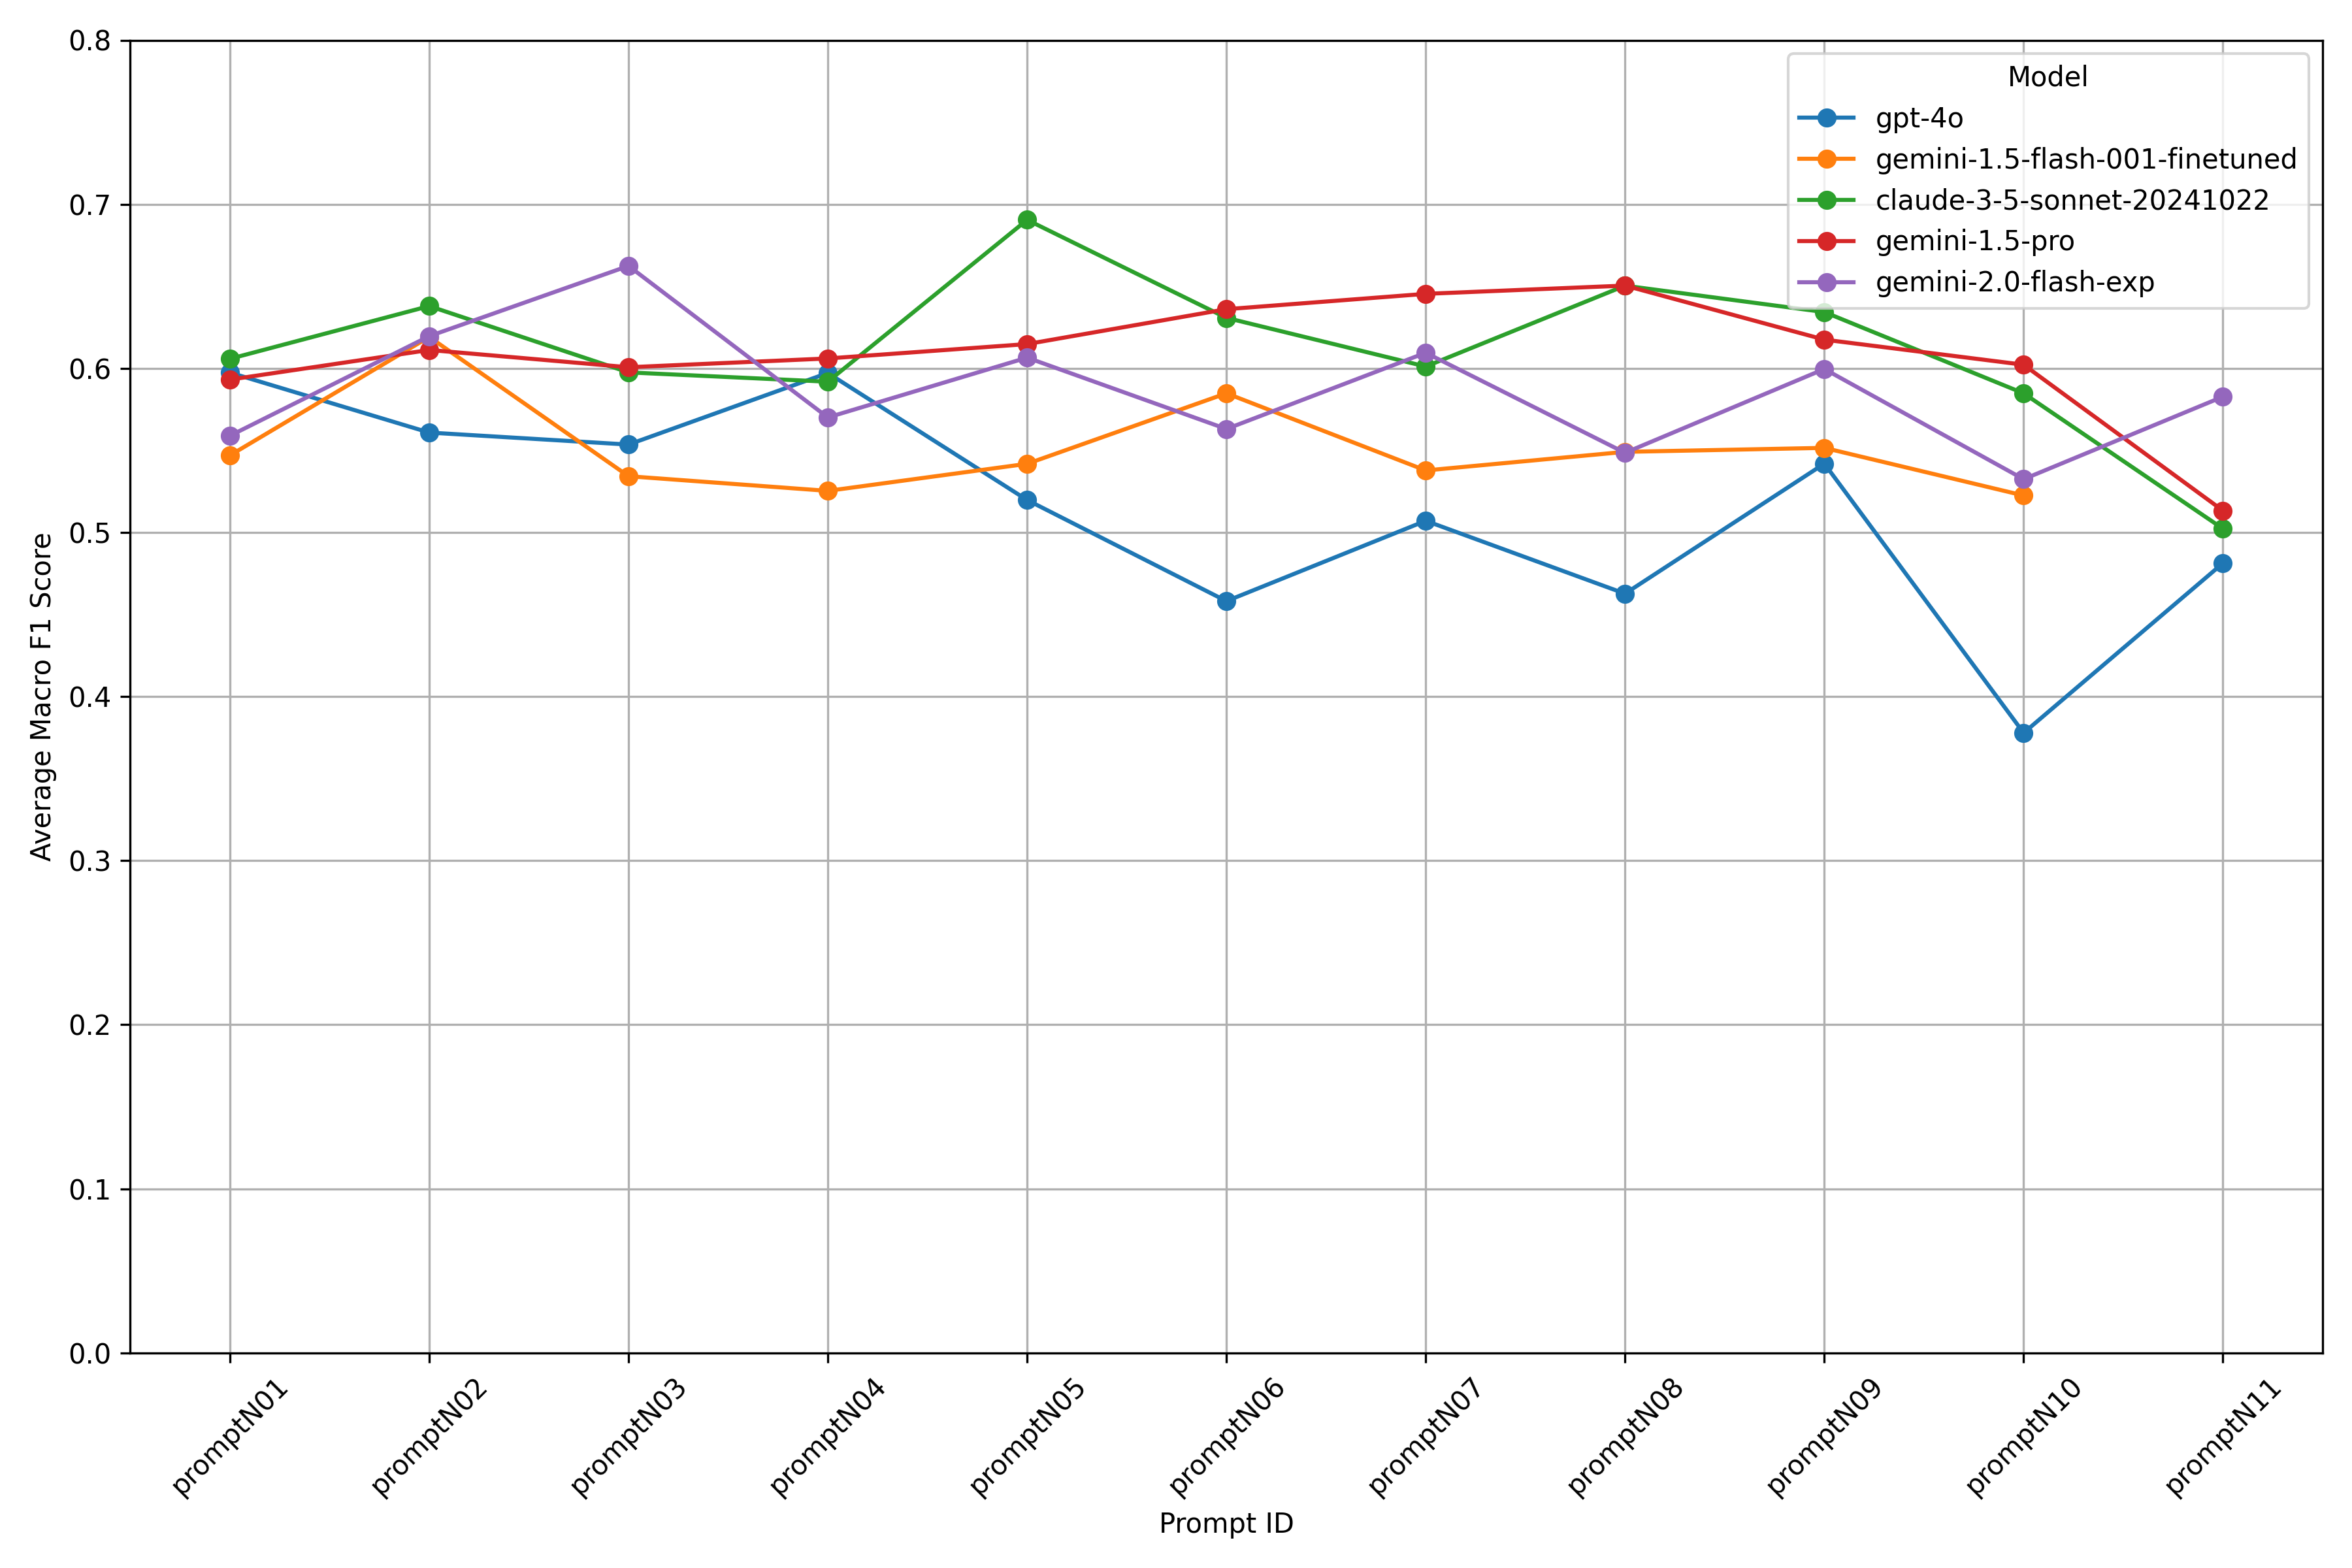 Model
gpt-4o
gemini-1.5-flash-001-finetuned
claude-3-5-sonnet-20241022
gemini-1.5-pro
gemini-2.0-flash-exp
0.8
0.7
0.6
0.5
0.4
0.3
0.2
0.1
0.0
Average Macro F1 Score
promptN01
promptN02
promptN03
promptN04
promptN05
promptN06
promptN07
promptN08
promptN09
promptN10
promptN11
Prompt ID